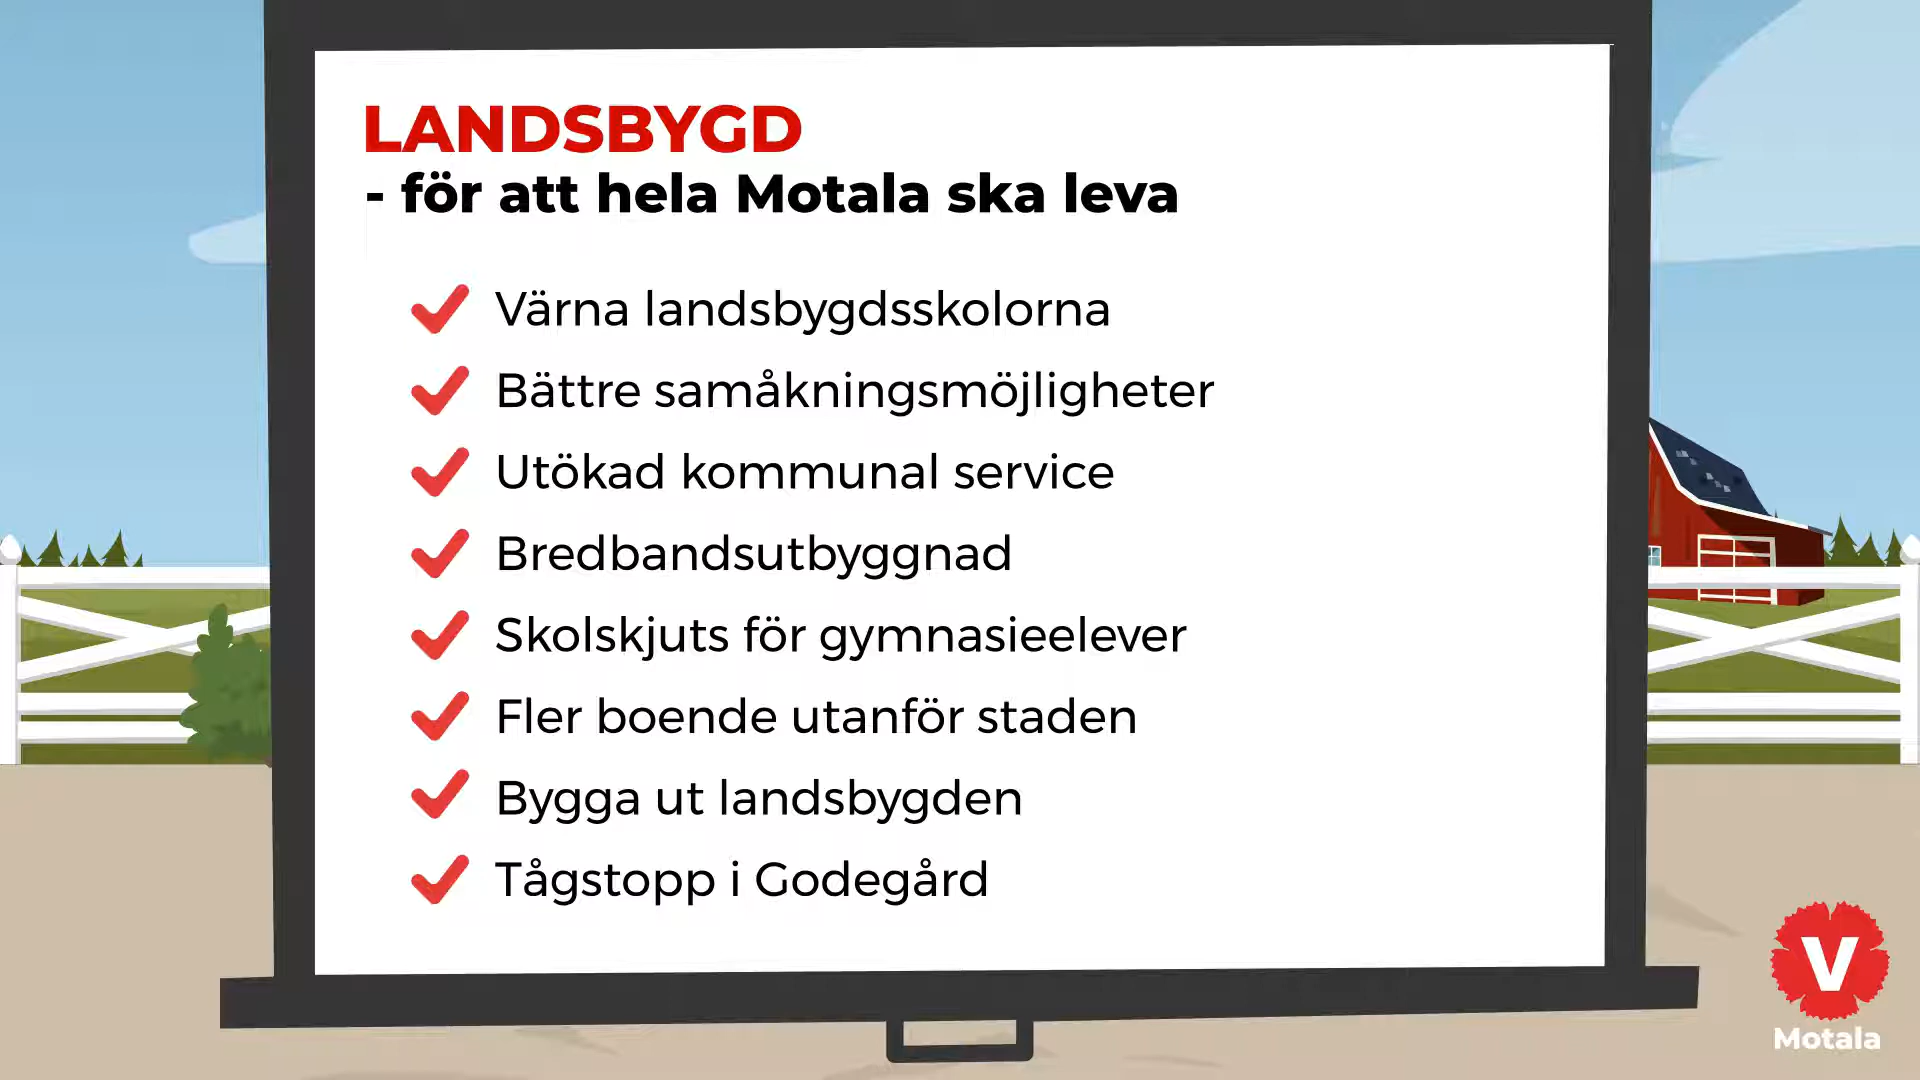 LANDSBYGD
- för att hela Motala ska leva
Värna landsbygdsskolorna
Bättre samåkningsmöjligheter
Utökad kommunal service
Bredbandsutbyggnad
Skolskjuts för gymnasieelever
Fler boende utanför staden
Bygga ut landsbygden
Tågstopp i Godegård
V
Motala